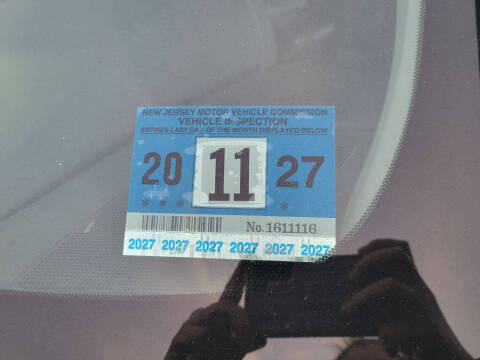 NEW JERSEY MOTOR VEHICLE COMMISSION
VEHICLE INSPECTION
EXPIRES LAST DAY OF THE MONTH DISPLAYED BELOW
20 11 27
* * * *
No. 1611116
2027 2027 2027 2027 2027 2027